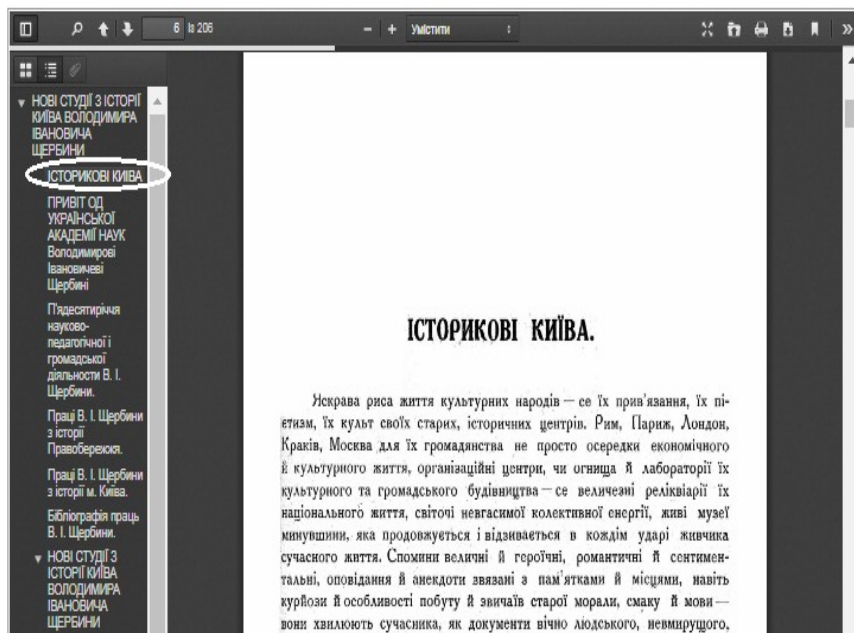 6 із 206
Умістити
НОВІ СТУДІЇ З ІСТОРІЇ
КИЇВА ВОЛОДИМИРА
ІВАНОВИЧА
ЩЕРБИНИ
ІСТОРИКОВІ КИЇВА
ПРИВІТ ОД
УКРАЇНСЬКОЇ
АКАДЕМІЇ НАУК
Володимирові
Івановичеві
Щербині
П'ядесятиріччя
науково-
педагогічної і
громадської
діяльности В. І.
Щербини.
Праці В. І. Щербини
з історії
Правобережжя.
Праці В. І. Щербини
з історії м. Київа.
Бібліографія праць
В. І. Щербини.
НОВІ СТУДІЇ З
ІСТОРІЇ КИЇВА
ВОЛОДИМИРА
ІВАНОВИЧА
ЩЕРБИНИ
ІСТОРИКОВІ КИЇВА.
Яскрава риса життя культурних народів — се їх прив'язання, їх пі-
єтизм, їх культ своїх старих, історичних центрів. Рим, Париж, Лондон,
Краків, Москва для їх громадянства не просто осередки економічного
й культурного життя, організаційні центри, чи огнища й лабораторії їх
культурного та громадського будівництва — се величезні реліквіарії їх
національного життя, світочі невгасимої колективної енергії, живі музеї
минувшини, яка продовжується і відзивається в кождім ударі живчика
сучасного життя. Спомини величні й героїчні, романтичні й сентимен-
тальні, оповідання й анекдоти звязані з пам'ятками й місцями, навіть
курйози й особливості побуту й звичаїв старої морали, смаку й мови —
вони хвилюють сучасника, як документи вічно людського, невмирущого,